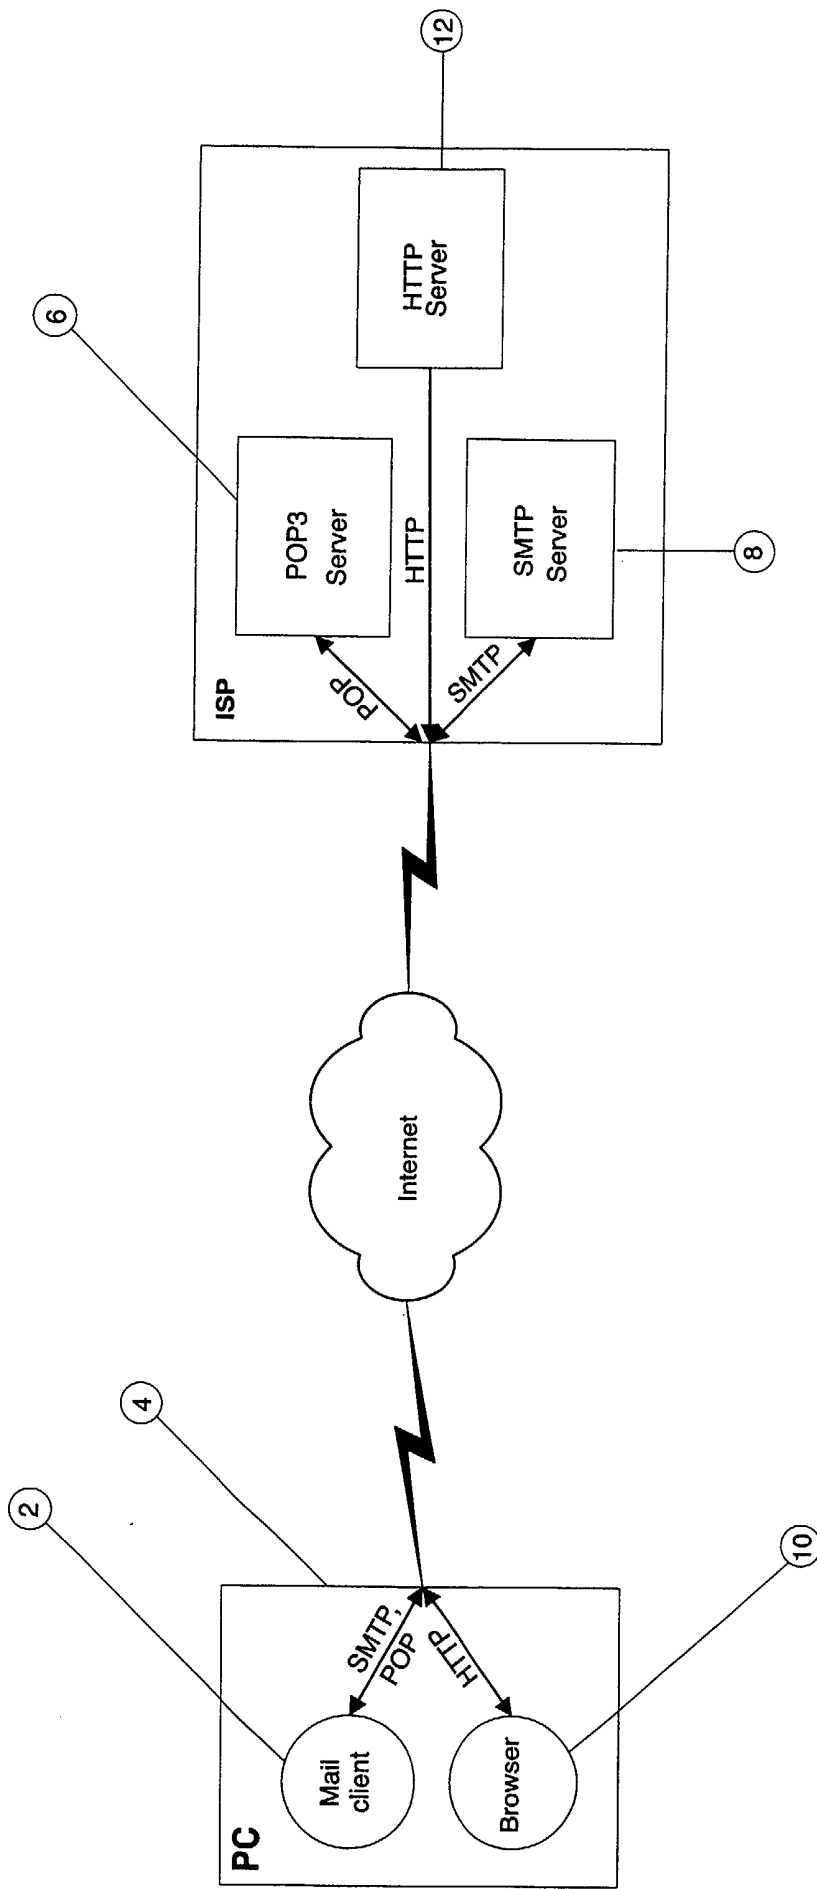 PC
Mail
client
Browser
SMTP,
POP
HTTP
2
4
10
Internet
ISP
POP
HTTP
SMTP
POP3
Server
SMTP
Server
HTTP
Server
6
8
12